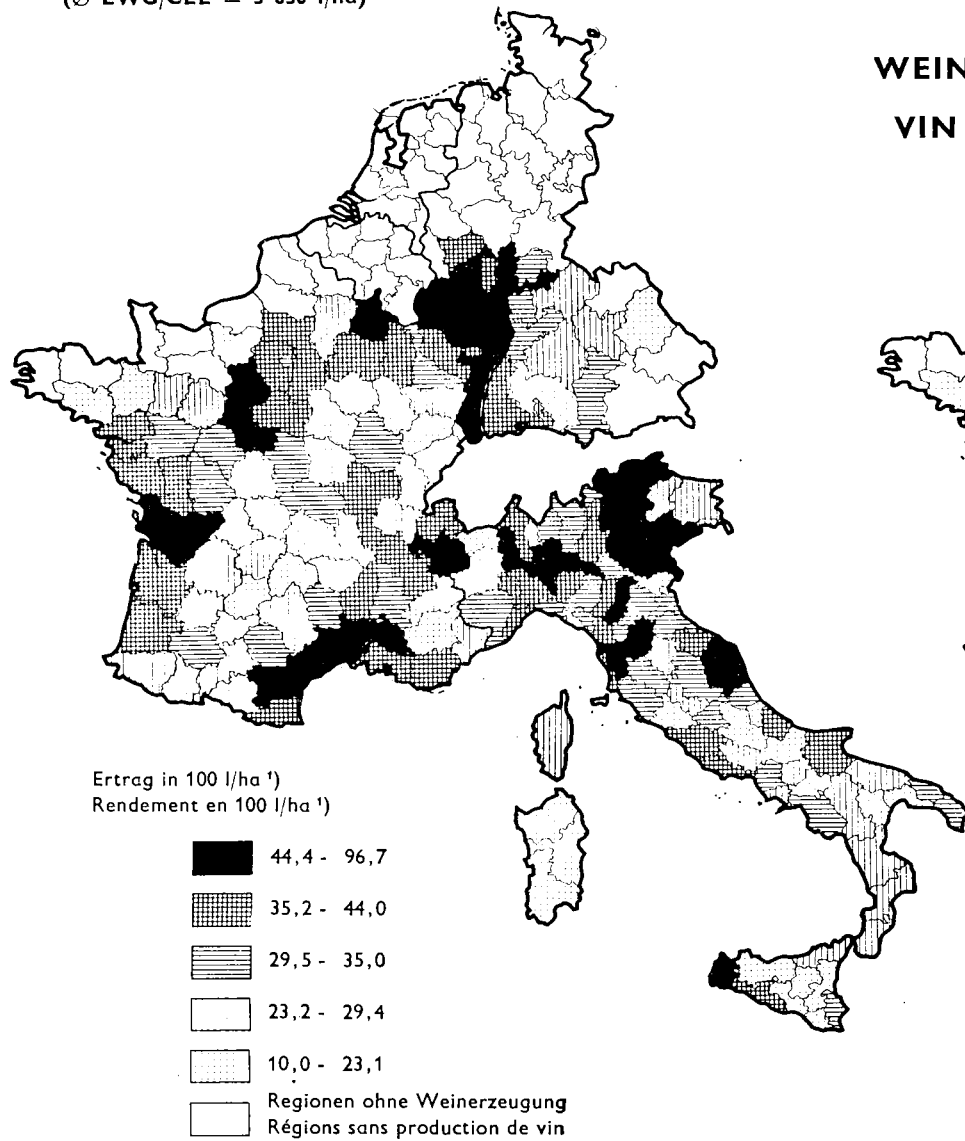 WEIN
VIN
Ertrag in 100 l/ha ¹)
Rendement en 100 l/ha ¹)
44,4 - 96,7
35,2 - 44,0
29,5 - 35,0
23,2 - 29,4
10,0 - 23,1
Regionen ohne Weinerzeugung
Régions sans production de vin